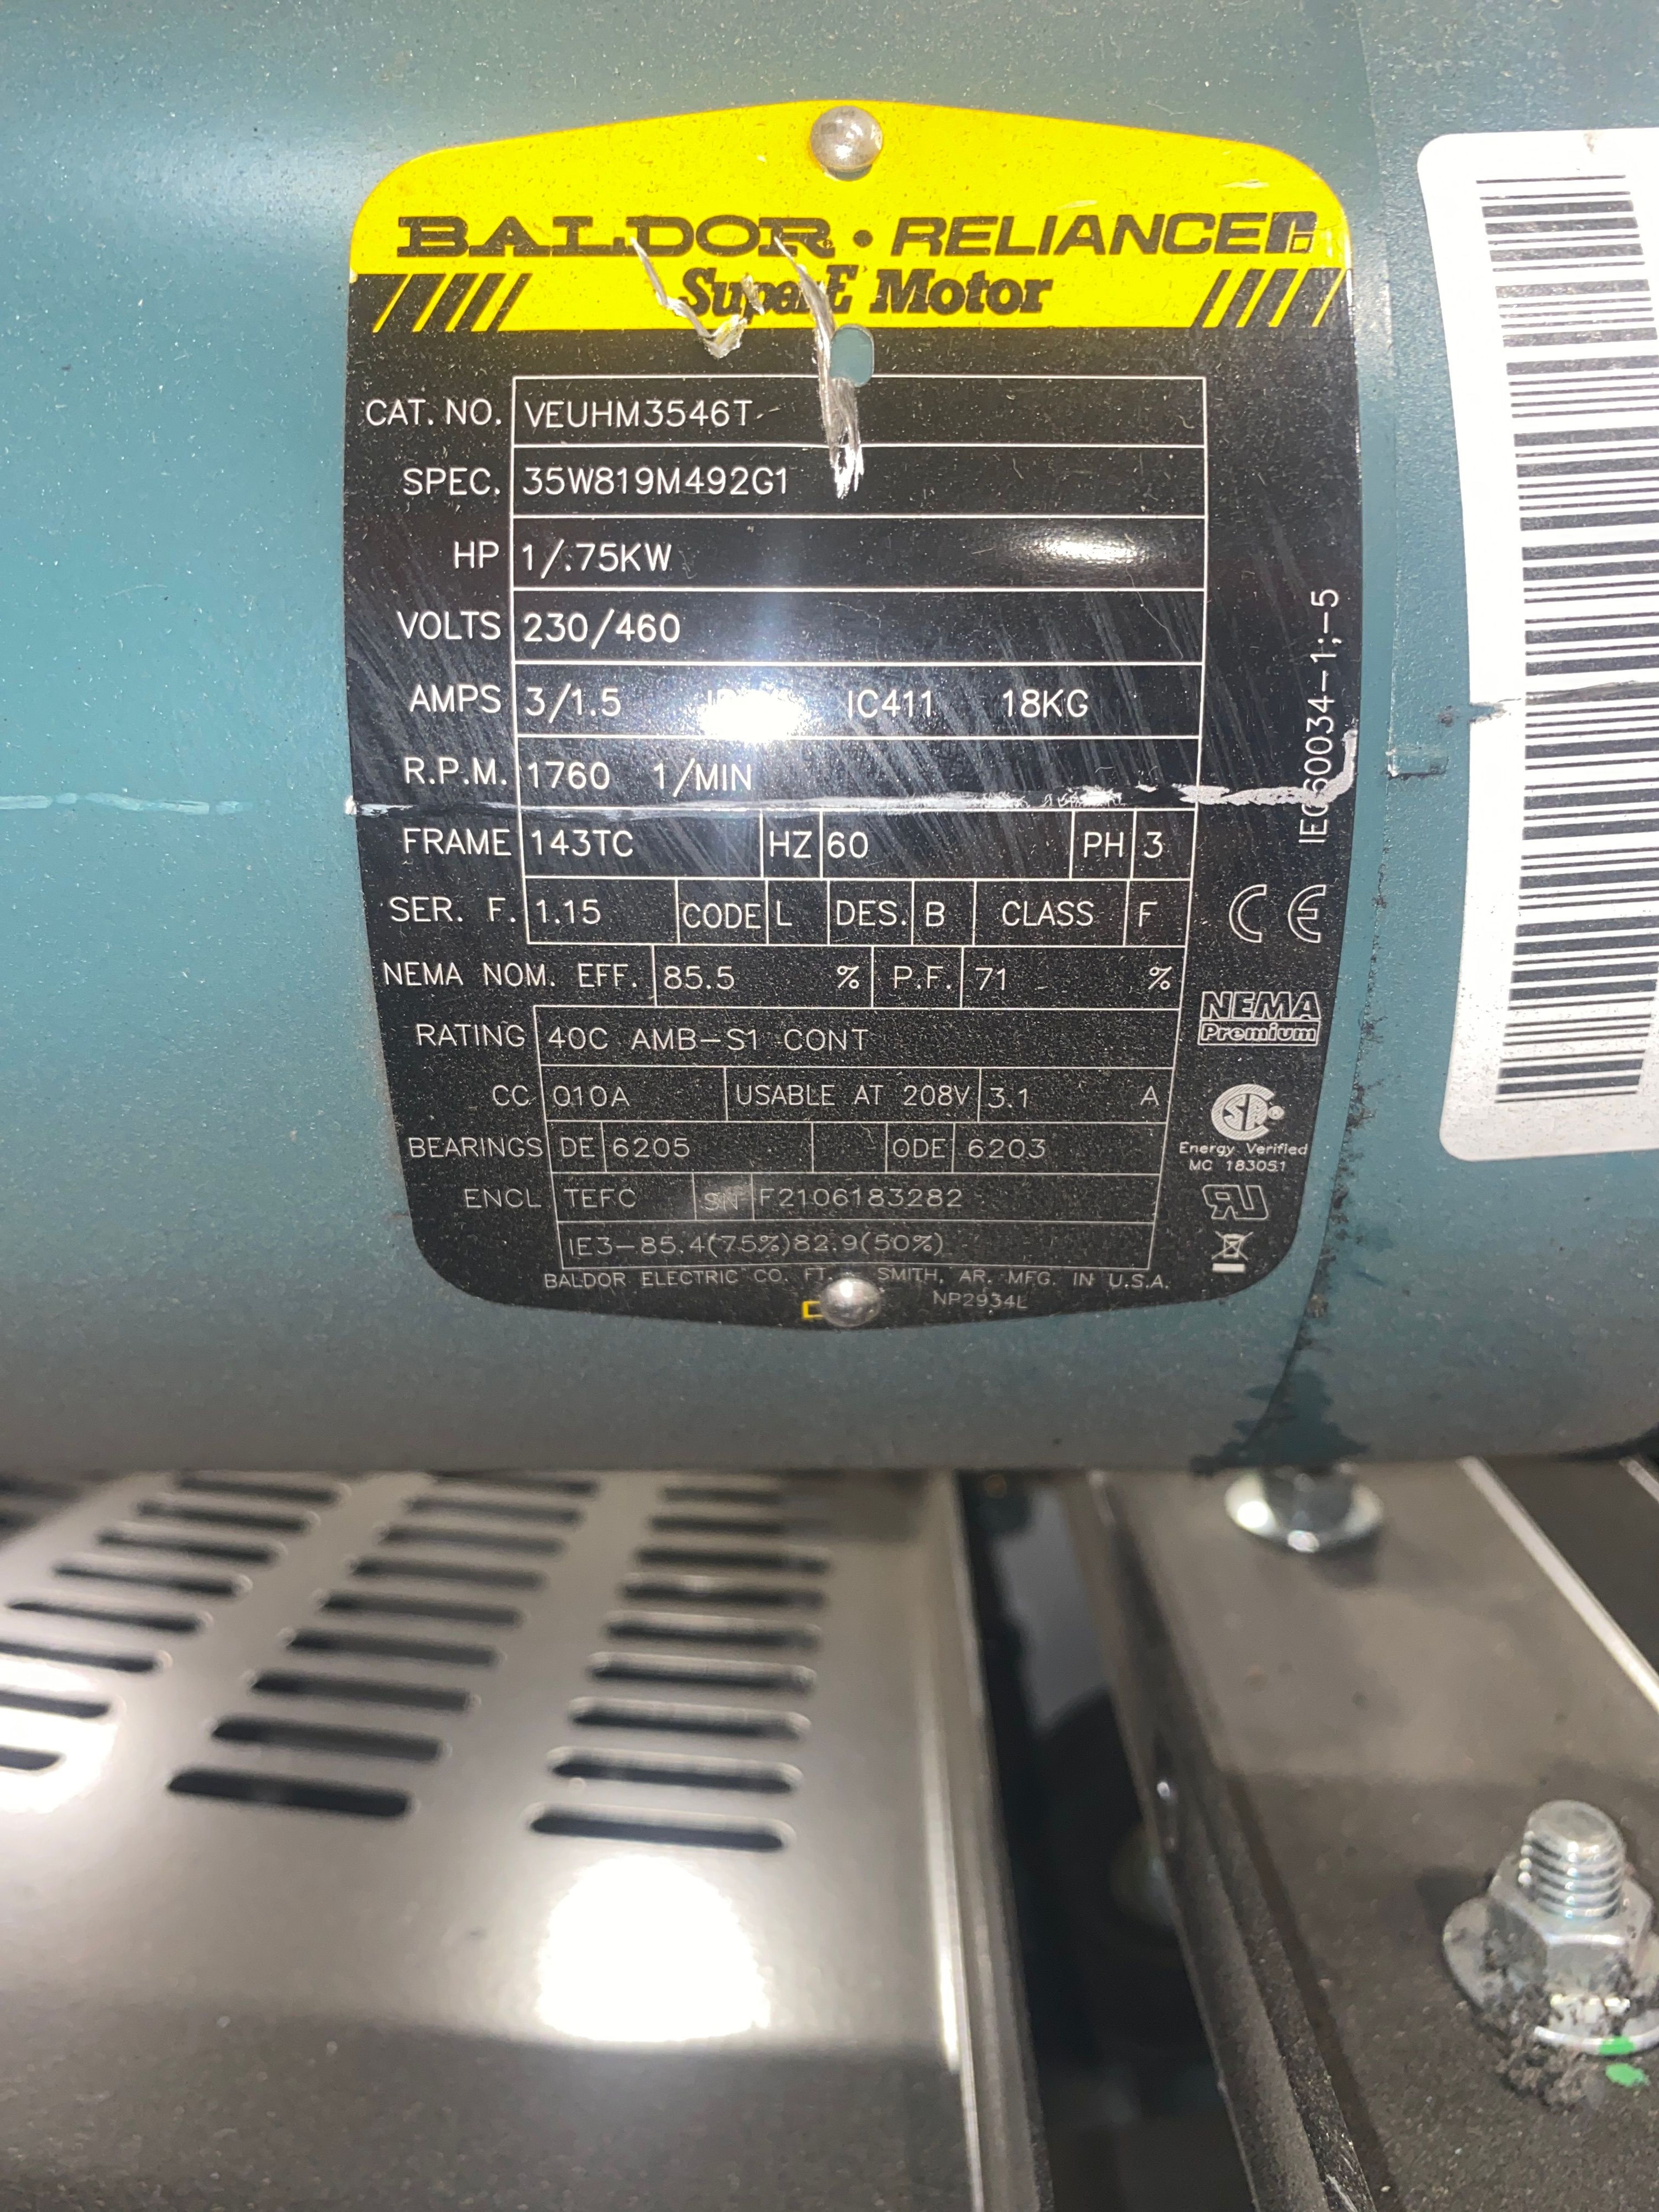 BALDOR • RELIANCE
Super-E Motor
CAT. NO. VEUHM3546T
SPEC. 35W819M492G1
HP 1/.75KW
VOLTS 230/460
AMPS 3/1.5 IC411 18KG
R.P.M. 1760 1/MIN
FRAME 143TC HZ 60 PH 3
SER. F. 1.15 CODE L DES. B CLASS F
NEMA NOM. EFF. 85.5 % P.F. 71 %
RATING 40C AMB-S1 CONT
CC 010A USABLE AT 208V 3.1 A
BEARINGS DE 6205 ODE 6203
ENCL TEFC SN F2106183282
IE3-85.4(75%)82.9(50%)
BALDOR ELECTRIC CO. FT. SMITH, AR. MFG. IN U.S.A.
NP2934L
IEC60034-1;-5
CE
NEMA
Premium
Energy Verified
MC 183051